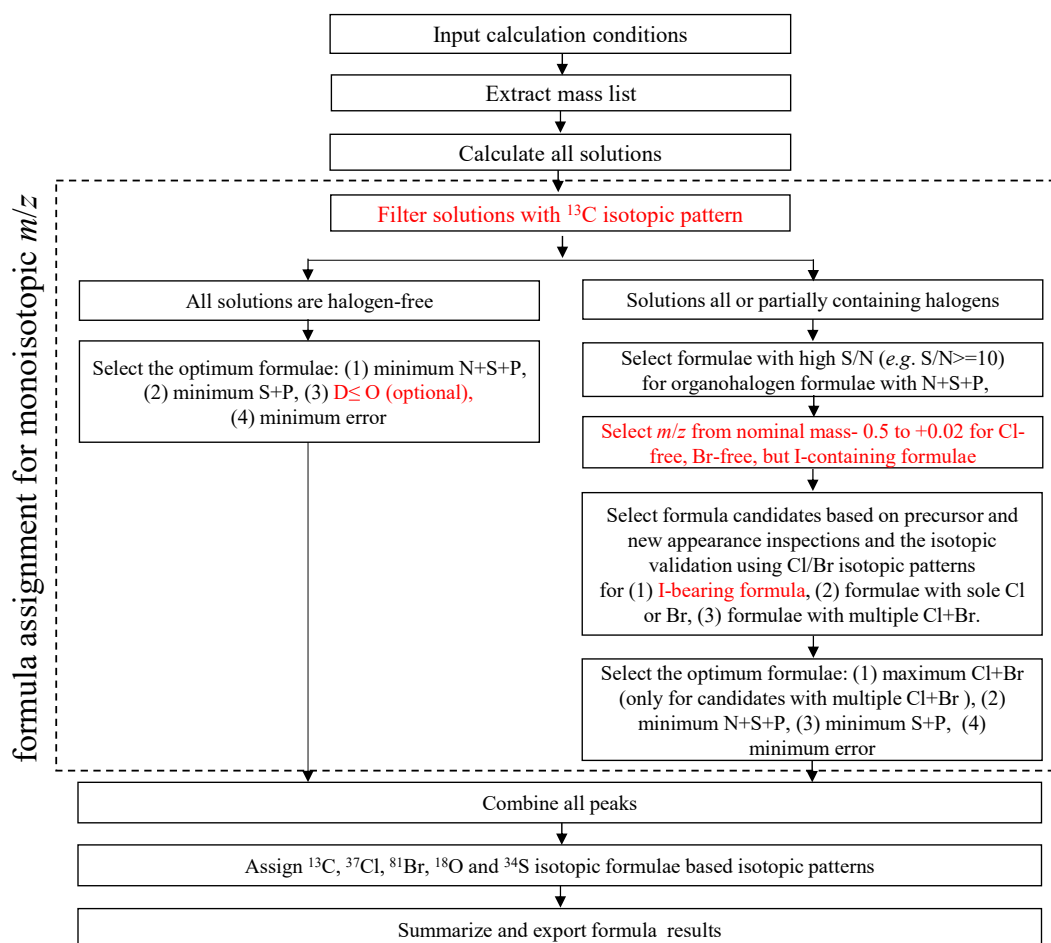 Input calculation conditions
Extract mass list
Calculate all solutions
formula assignment for monoisotopic m/z
Filter solutions with ¹³C isotopic pattern
All solutions are halogen-free
Select the optimum formulae: (1) minimum N+S+P,
(2) minimum S+P, (3) D≤ O (optional),
(4) minimum error
Solutions all or partially containing halogens
Select formulae with high S/N (e.g. S/N>=10)
for organohalogen formulae with N+S+P,
Select m/z from nominal mass- 0.5 to +0.02 for Cl-
free, Br-free, but I-containing formulae
Select formula candidates based on precursor and
new appearance inspections and the isotopic
validation using Cl/Br isotopic patterns
for (1) I-bearing formula, (2) formulae with sole Cl
or Br, (3) formulae with multiple Cl+Br.
Select the optimum formulae: (1) maximum Cl+Br
(only for candidates with multiple Cl+Br ), (2)
minimum N+S+P, (3) minimum S+P, (4)
minimum error
Combine all peaks
Assign ¹³C, ³⁷Cl, ⁸¹Br, ¹⁸O and ³⁴S isotopic formulae based isotopic patterns
Summarize and export formula results